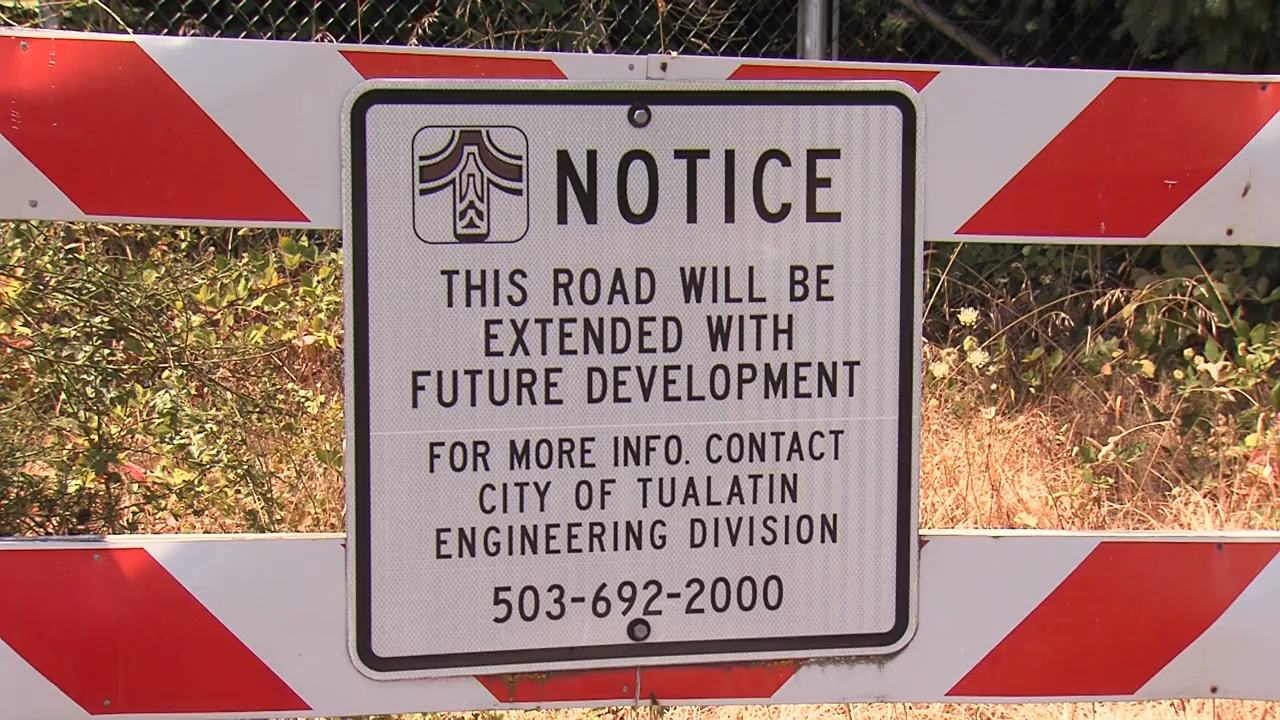 NOTICE
THIS ROAD WILL BE
EXTENDED WITH
FUTURE DEVELOPMENT
FOR MORE INFO. CONTACT
CITY OF TUALATIN
ENGINEERING DIVISION
503-692-2000